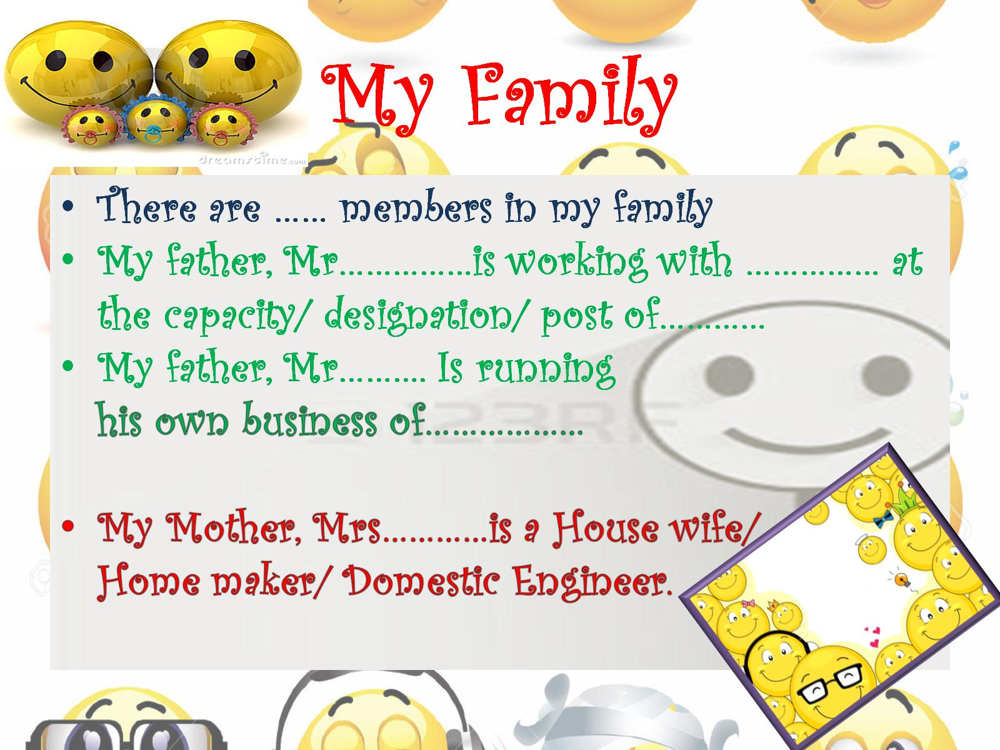 dreamstime.com
My Family
• There are …… members in my family
• My father, Mr……………is working with …………… at
the capacity/ designation/ post of…………
• My father, Mr………. Is running
his own business of………………
123RF
• My Mother, Mrs…………is a House wife/
Home maker/ Domestic Engineer.